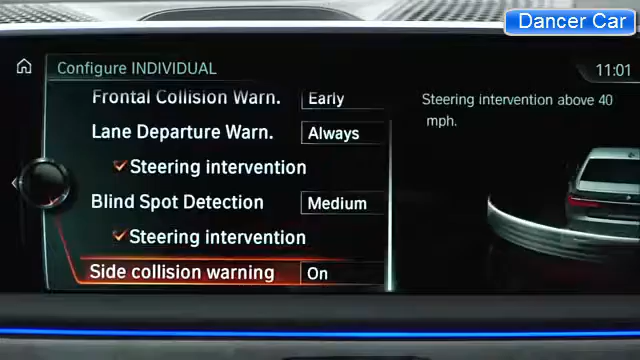 Dancer Car
Configure INDIVIDUAL
11:01
Frontal Collision Warn. Early
Lane Departure Warn. Always
Steering intervention
Blind Spot Detection Medium
Steering intervention
Side collision warning On
Steering intervention above 40
mph.